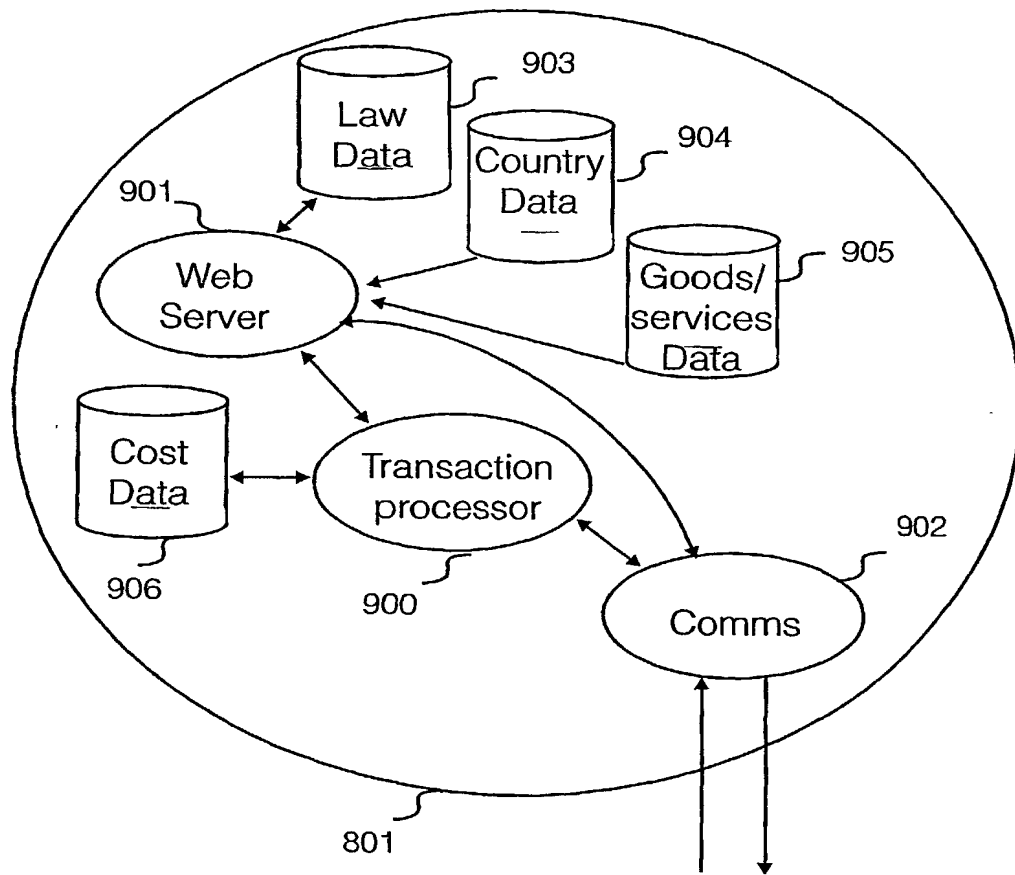 903
Law
Data
904
Country
Data
901
905
Web
Server
Goods/
services
Data
Cost
Data
Transaction
processor
902
906
900
Comms
801